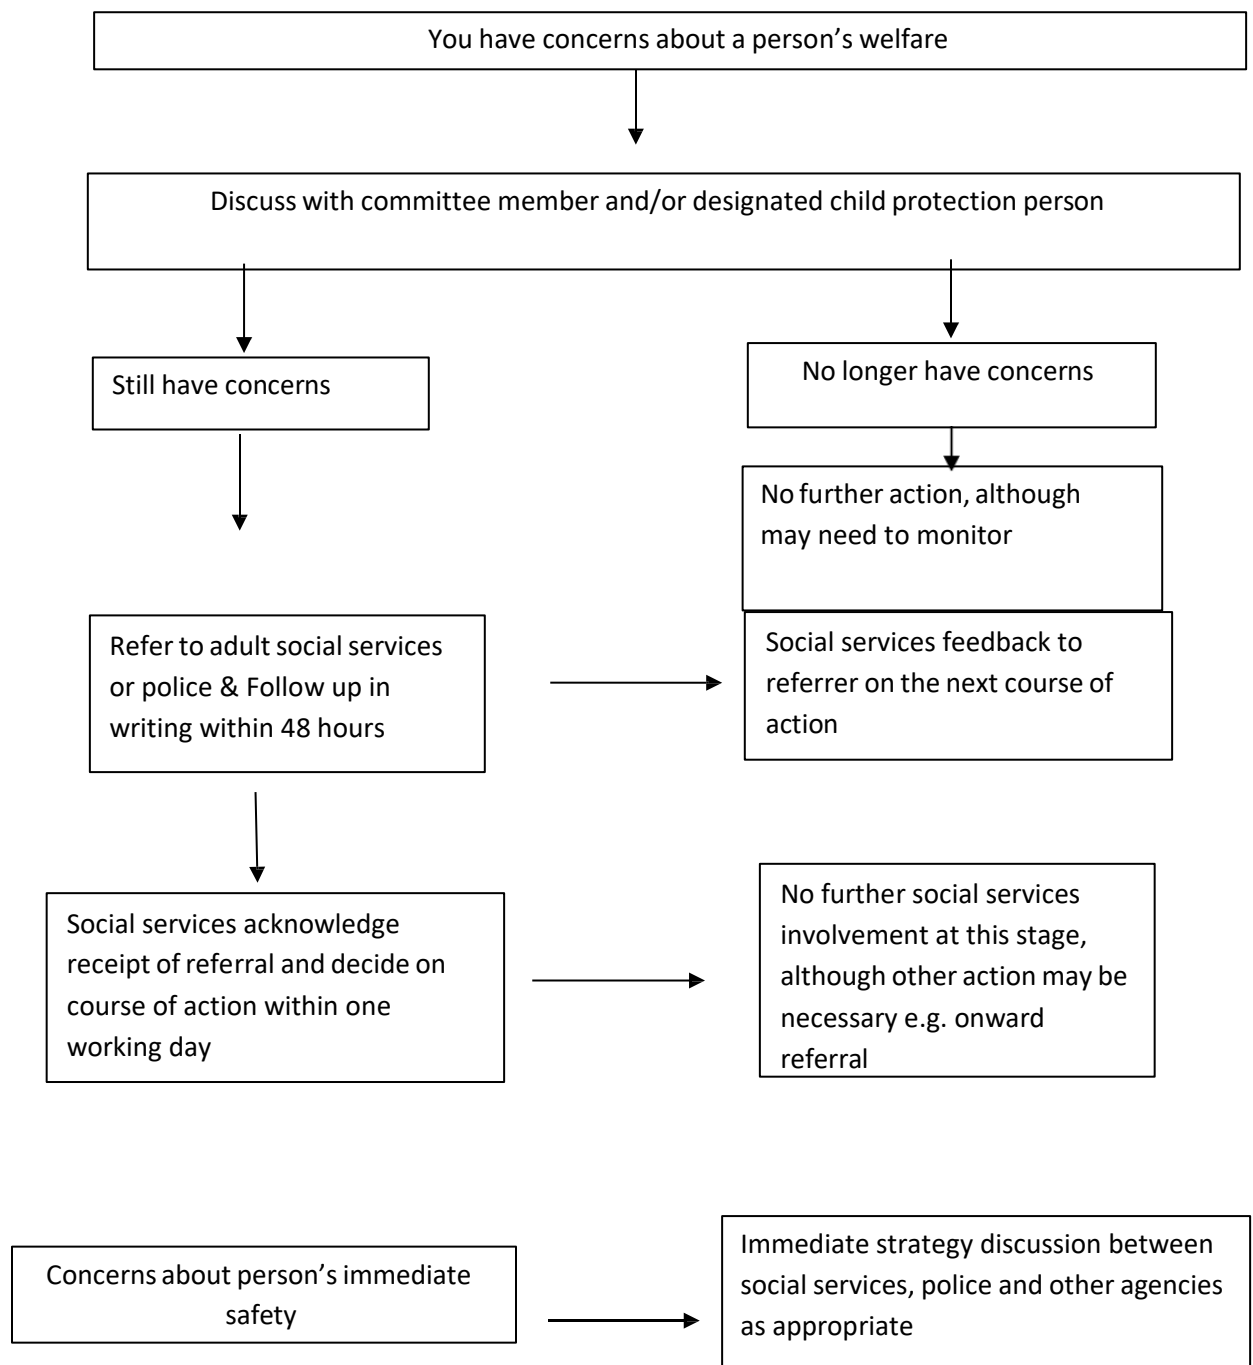 You have concerns about a person’s welfare
Discuss with committee member and/or designated child protection person
Still have concerns
No longer have concerns
No further action, although
may need to monitor
Refer to adult social services
or police & Follow up in
writing within 48 hours
Social services feedback to
referrer on the next course of
action
Social services acknowledge
receipt of referral and decide on
course of action within one
working day
No further social services
involvement at this stage,
although other action may be
necessary e.g. onward
referral
Concerns about person’s immediate
safety
Immediate strategy discussion between
social services, police and other agencies
as appropriate